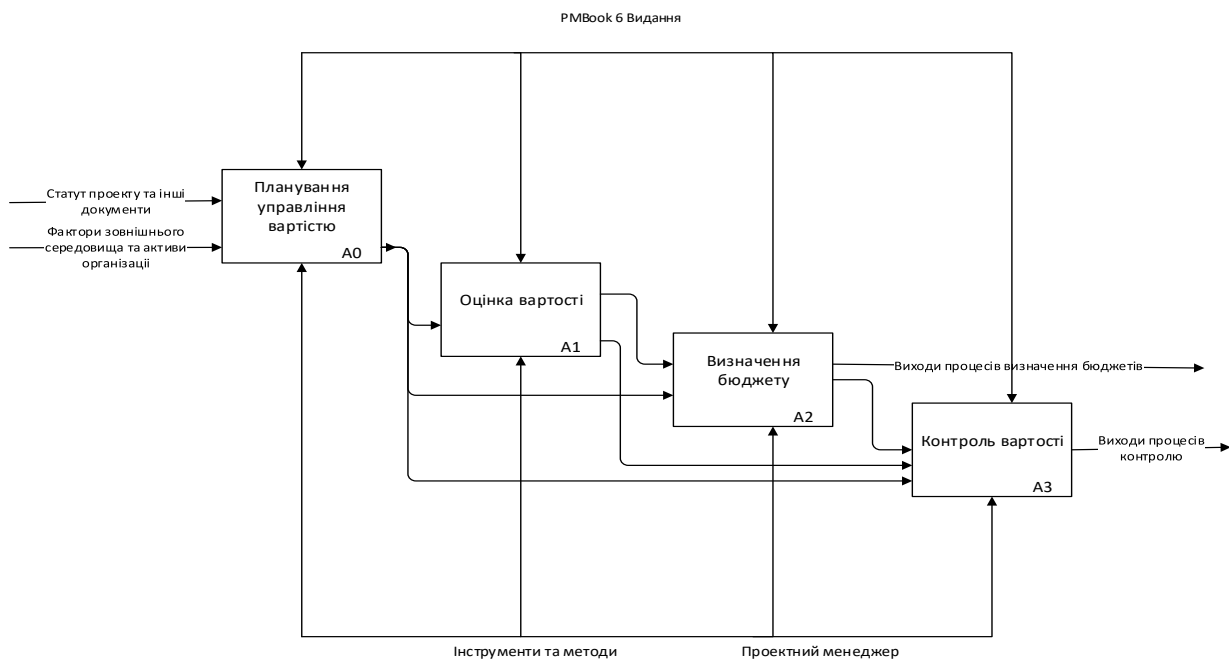 PMBook 6 Видання
Статут проекту та інші
документи
Фактори зовнішнього
середовища та активи
організації
Планування
управління
вартістю
A0
Оцінка вартості
A1
Визначення
бюджету
A2
Виходи процесів визначення бюджетів
Контроль вартості
A3
Виходи процесів
контролю
Інструменти та методи
Проектний менеджер